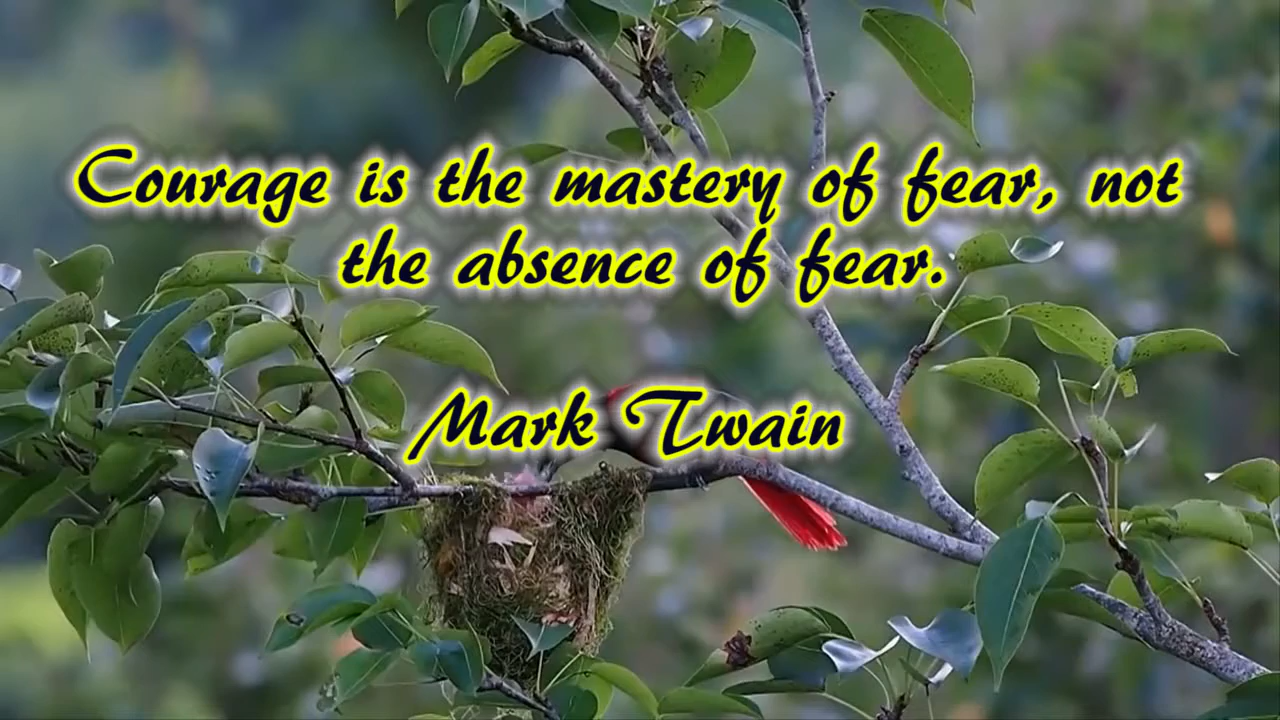 Courage is the mastery of fear, not
the absence of fear.
Mark Twain